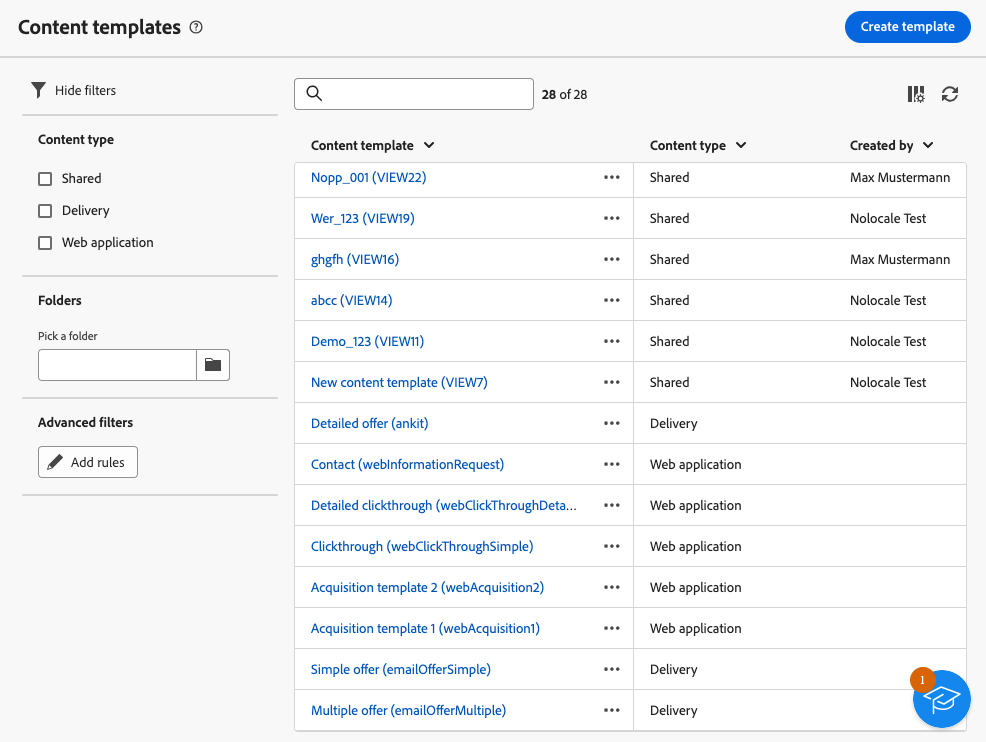 Content templates
Create template
Hide filters
28 of 28
Content type
Shared
Delivery
Web application
Folders
Pick a folder
Advanced filters
Add rules
Content template Content type Created by
Nopp_001 (VIEW22) ••• Shared Max Mustermann
Wer_123 (VIEW19) ••• Shared Nolocale Test
ghgfh (VIEW16) ••• Shared Max Mustermann
abcc (VIEW14) ••• Shared Nolocale Test
Demo_123 (VIEW11) ••• Shared Nolocale Test
New content template (VIEW7) ••• Shared Nolocale Test
Detailed offer (ankit) ••• Delivery
Contact (webInformationRequest) ••• Web application
Detailed clickthrough (webClickThroughDeta... ••• Web application
Clickthrough (webClickThroughSimple) ••• Web application
Acquisition template 2 (webAcquisition2) ••• Web application
Acquisition template 1 (webAcquisition1) ••• Web application
Simple offer (emailOfferSimple) ••• Delivery
Multiple offer (emailOfferMultiple) ••• Delivery
1